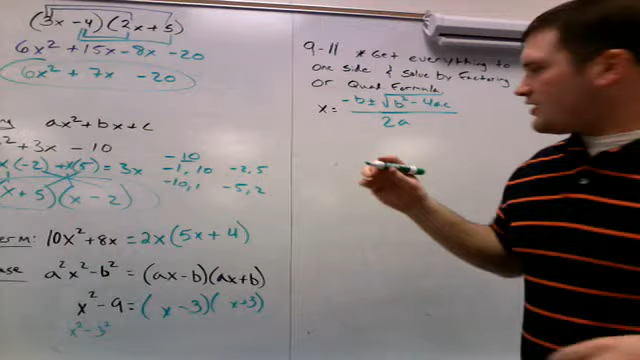 (3x - 4)(2x + 5)
6x² + 15x - 8x - 20
6x² + 7x - 20
ax² + bx + c
² + 3x - 10
x(-2) + x(5) = 3x
-10
-1, 10 -2, 5
-10, 1 -5, 2
x + 5)(x - 2)
erm: 10x² + 8x = 2x(5x + 4)
ase a²x² - b² = (ax - b)(ax + b)
x² - 9 = (x - 3)(x + 3)
x² - 3²
9-11 * Get everything to
one side & solve by Factoring
Or Quad Formula
x = -b ± √b² - 4ac
2a